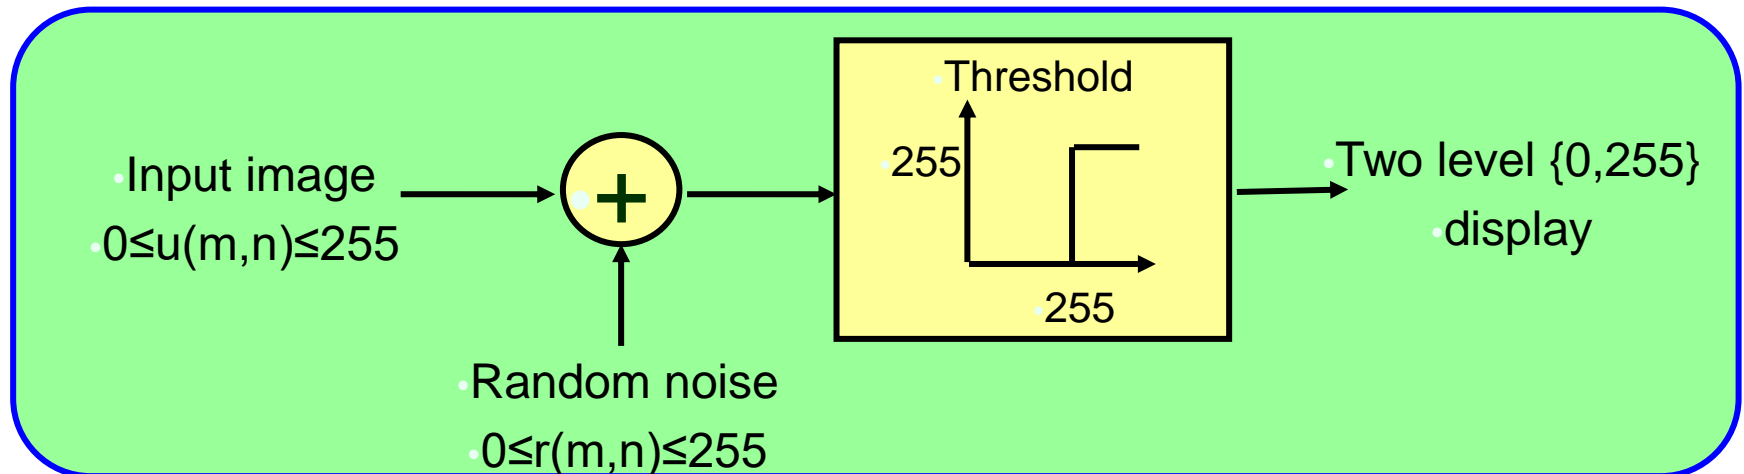 Input image
0≤u(m,n)≤255
+
Random noise
0≤r(m,n)≤255
Threshold
255
255
Two level {0,255}
display